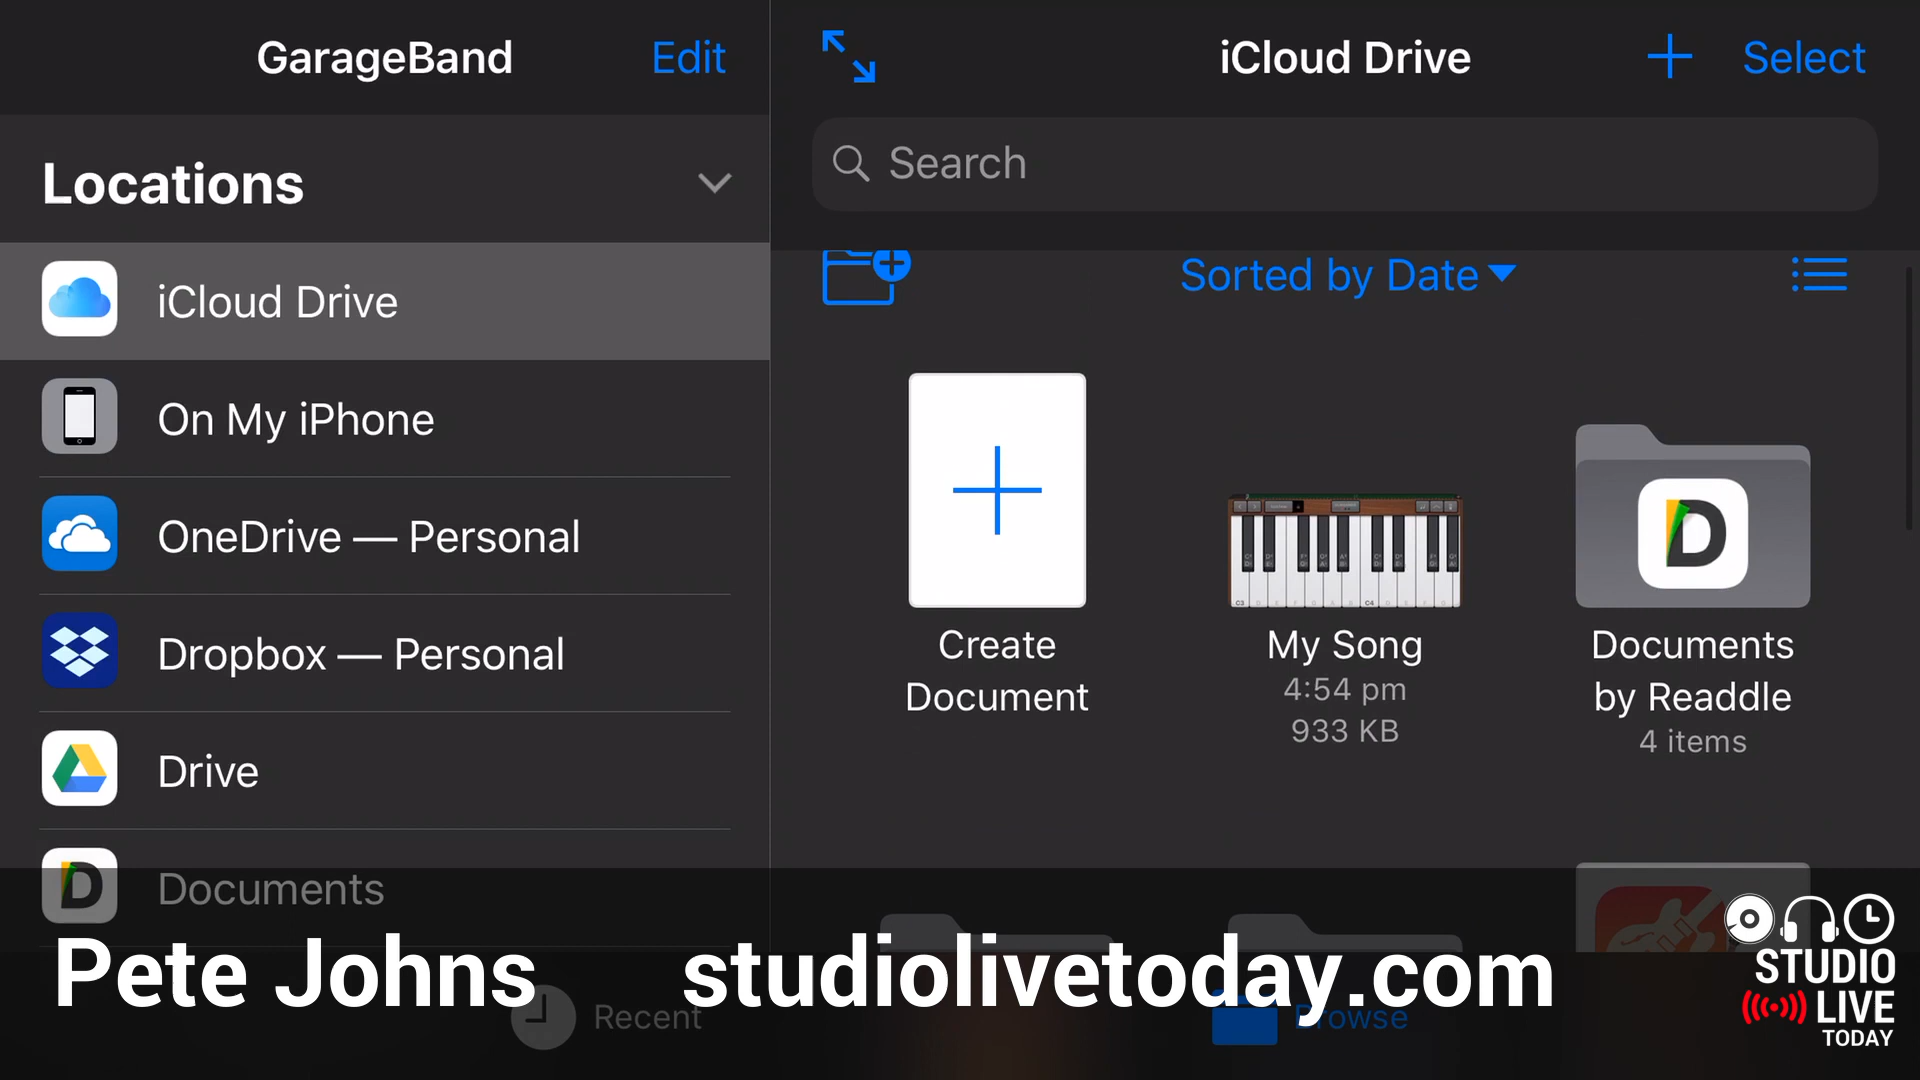 GarageBand
Edit
Locations
iCloud Drive
On My iPhone
OneDrive — Personal
Dropbox — Personal
Drive
Documents
iCloud Drive
Select
Search
Sorted by Date
Create
Document
My Song
4:54 pm
933 KB
Documents
by Readdle
4 items
Pete Johns
studiolivetoday.com
Recent
Browse
STUDIO
LIVE
TODAY